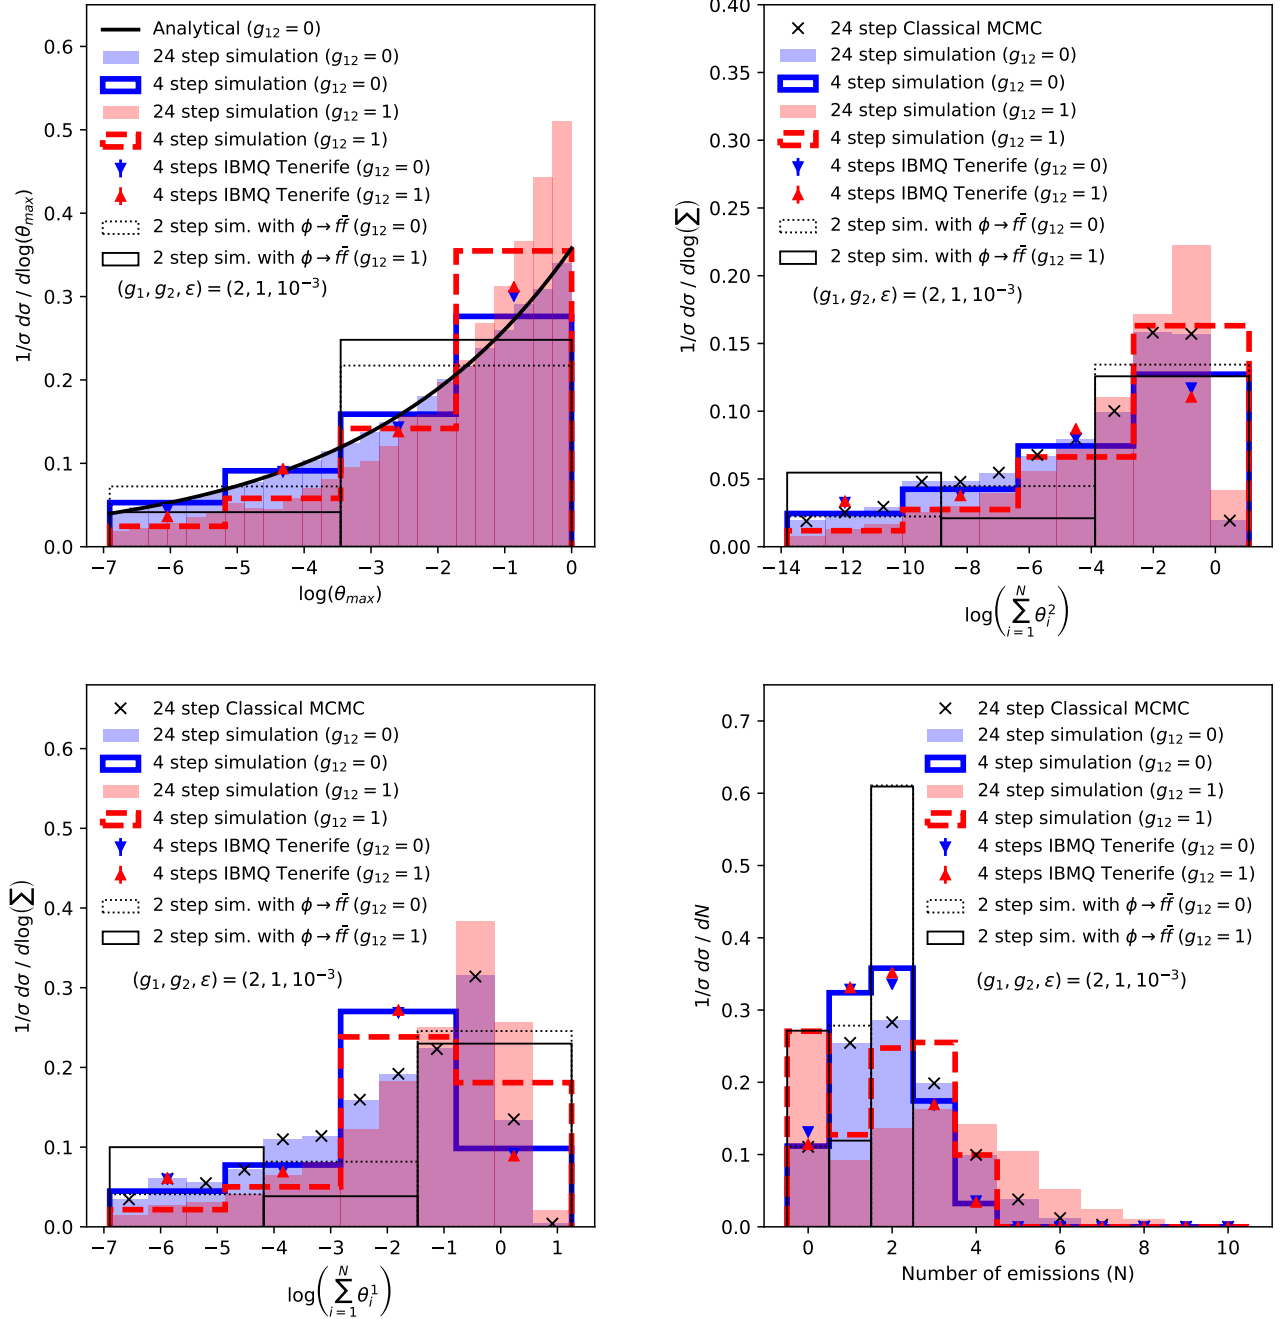 Analytical (g12 = 0)
24 step simulation (g12 = 0)
4 step simulation (g12 = 0)
24 step simulation (g12 = 1)
4 step simulation (g12 = 1)
4 steps IBMQ Tenerife (g12 = 0)
4 steps IBMQ Tenerife (g12 = 1)
2 step sim. with ϕ → ff̄ (g12 = 0)
2 step sim. with ϕ → ff̄ (g12 = 1)
(g1, g2, ε) = (2, 1, 10⁻³)
0.6
0.5
0.4
0.3
0.2
0.1
0.0
1/σ dσ / dlog(θmax)
−7 −6 −5 −4 −3 −2 −1 0
log(θmax)
24 step Classical MCMC
24 step simulation (g12 = 0)
4 step simulation (g12 = 0)
24 step simulation (g12 = 1)
4 step simulation (g12 = 1)
4 steps IBMQ Tenerife (g12 = 0)
4 steps IBMQ Tenerife (g12 = 1)
2 step sim. with ϕ → ff̄ (g12 = 0)
2 step sim. with ϕ → ff̄ (g12 = 1)
(g1, g2, ε) = (2, 1, 10⁻³)
0.40
0.35
0.30
0.25
0.20
0.15
0.10
0.05
0.00
1/σ dσ / dlog(∑)
−14 −12 −10 −8 −6 −4 −2 0
log(∑ᵢ₌₁ᴺ θᵢ²)
24 step Classical MCMC
24 step simulation (g12 = 0)
4 step simulation (g12 = 0)
24 step simulation (g12 = 1)
4 step simulation (g12 = 1)
4 steps IBMQ Tenerife (g12 = 0)
4 steps IBMQ Tenerife (g12 = 1)
2 step sim. with ϕ → ff̄ (g12 = 0)
2 step sim. with ϕ → ff̄ (g12 = 1)
(g1, g2, ε) = (2, 1, 10⁻³)
0.6
0.5
0.4
0.3
0.2
0.1
0.0
1/σ dσ / dlog(∑)
−7 −6 −5 −4 −3 −2 −1 0 1
log(∑ᵢ₌₁ᴺ θᵢ¹)
24 step Classical MCMC
24 step simulation (g12 = 0)
4 step simulation (g12 = 0)
24 step simulation (g12 = 1)
4 step simulation (g12 = 1)
4 steps IBMQ Tenerife (g12 = 0)
4 steps IBMQ Tenerife (g12 = 1)
2 step sim. with ϕ → ff̄ (g12 = 0)
2 step sim. with ϕ → ff̄ (g12 = 1)
(g1, g2, ε) = (2, 1, 10⁻³)
0.7
0.6
0.5
0.4
0.3
0.2
0.1
0.0
1/σ dσ / dN
0 2 4 6 8 10
Number of emissions (N)